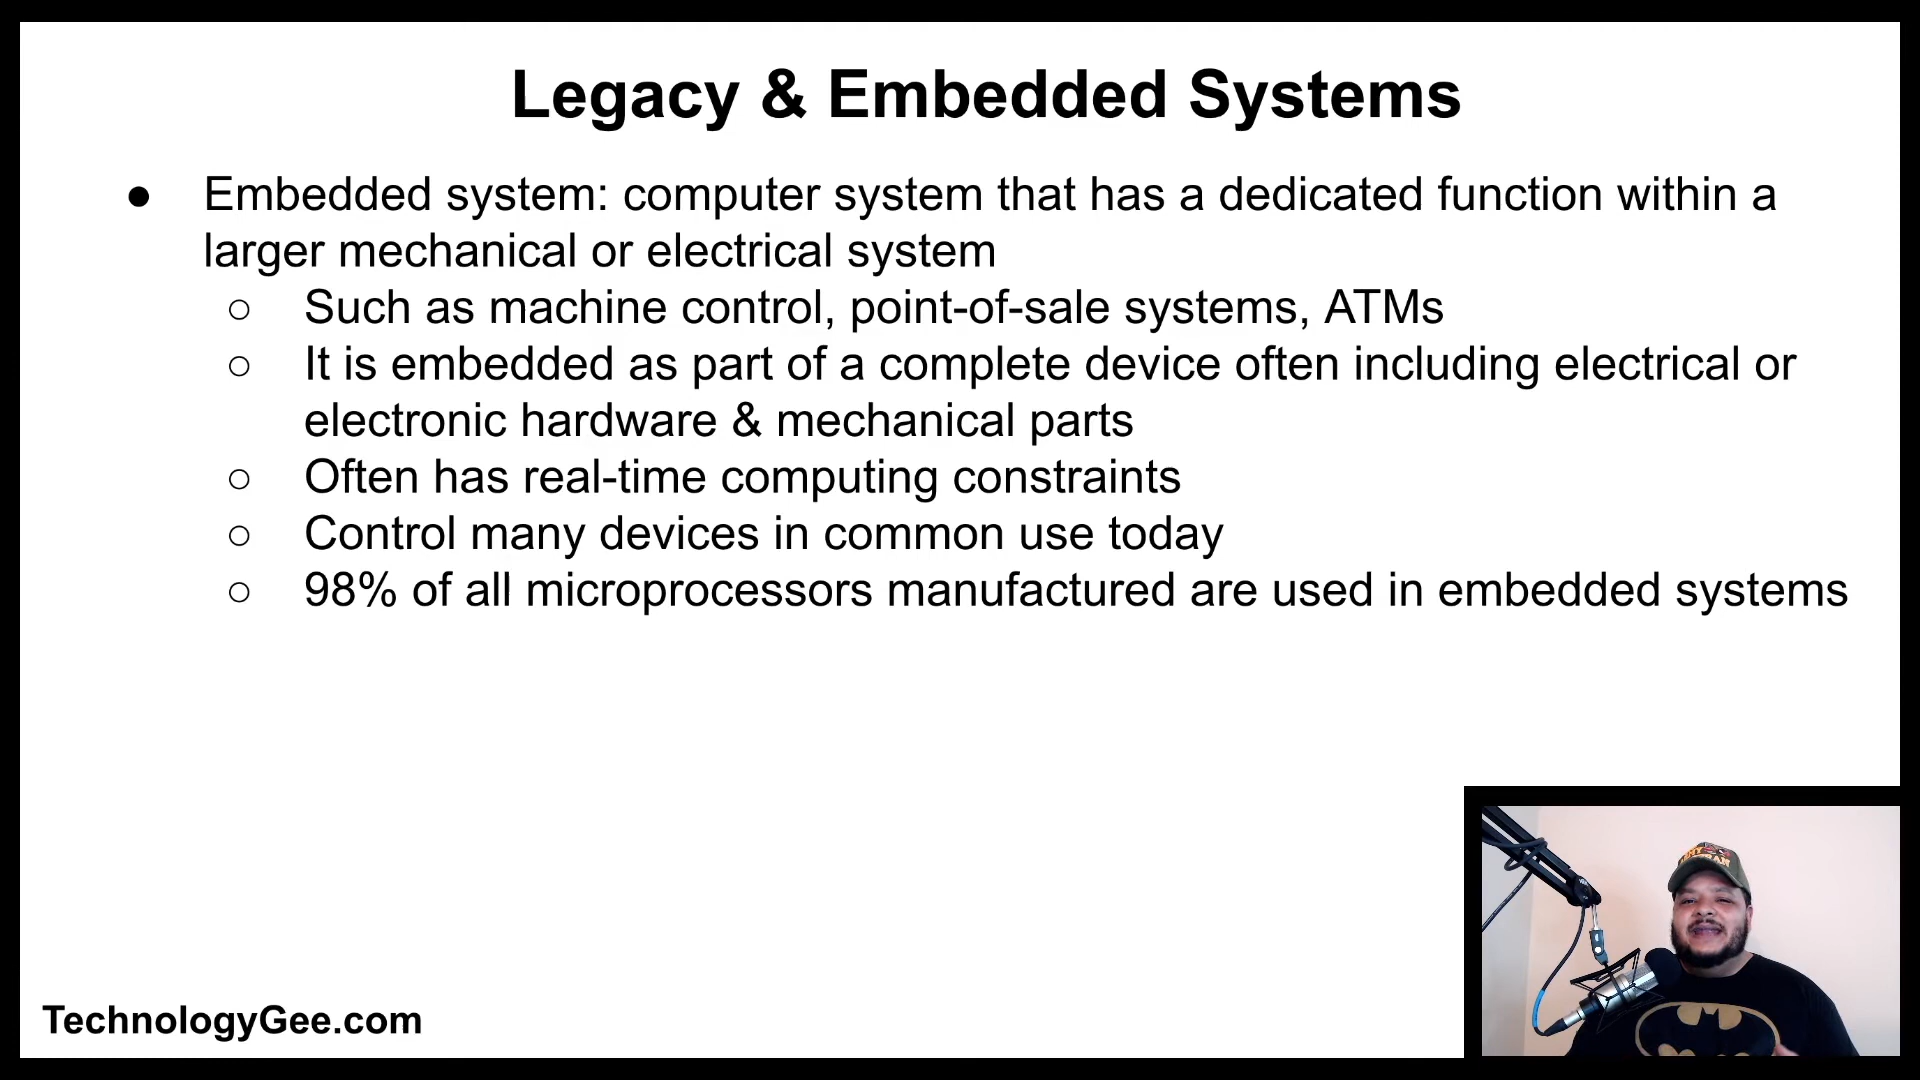 Legacy & Embedded Systems
● Embedded system: computer system that has a dedicated function within a
larger mechanical or electrical system
○ Such as machine control, point-of-sale systems, ATMs
○ It is embedded as part of a complete device often including electrical or
electronic hardware & mechanical parts
○ Often has real-time computing constraints
○ Control many devices in common use today
○ 98% of all microprocessors manufactured are used in embedded systems
TechnologyGee.com